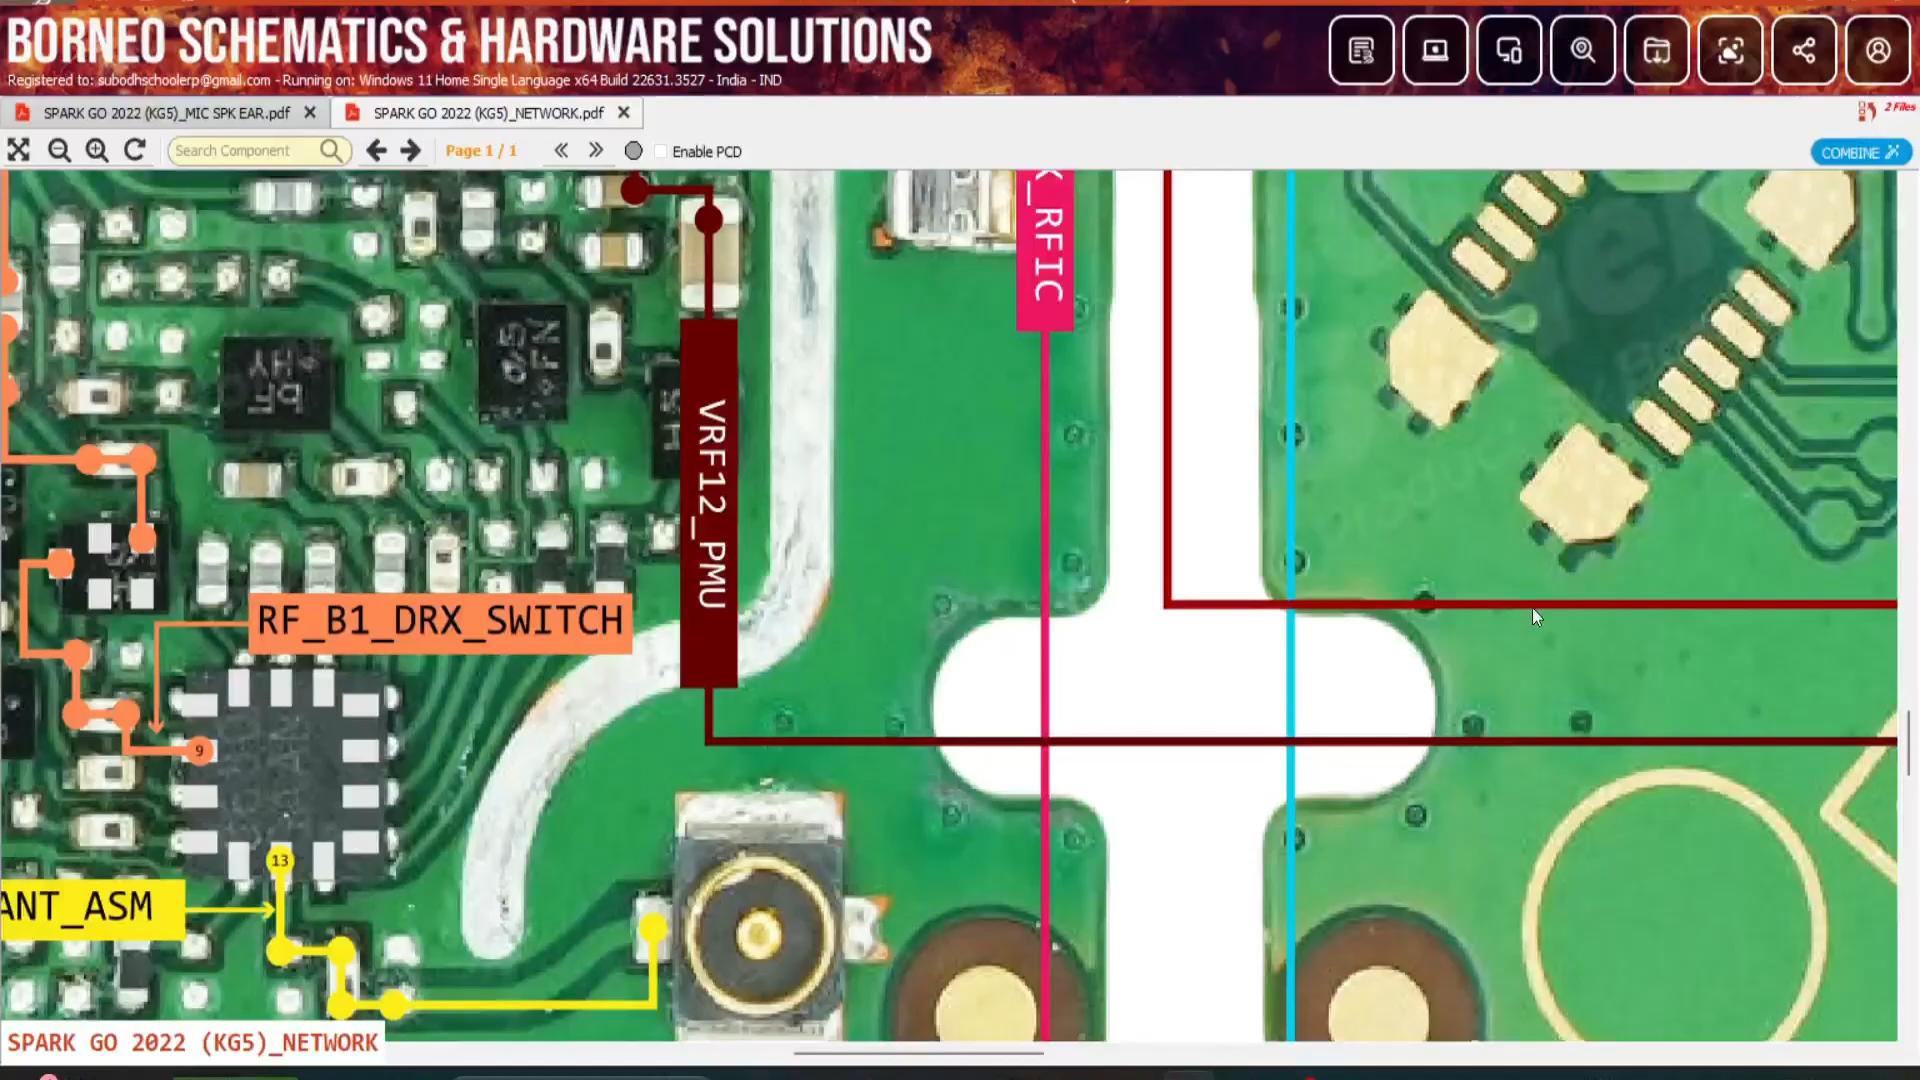 BORNEO SCHEMATICS & HARDWARE SOLUTIONS
Registered to: subodhschoolerp@gmail.com - Running on: Windows 11 Home Single Language x64 Build 22631.3527 - India - IND
SPARK GO 2022 (KG5)_MIC SPK EAR.pdf
SPARK GO 2022 (KG5)_NETWORK.pdf
2 Files
Search Component
Page 1 / 1
Enable PCD
COMBINE
K_RFIC
VRF12_PMU
RF_B1_DRX_SWITCH
9
13
ANT_ASM
SPARK GO 2022 (KG5)_NETWORK